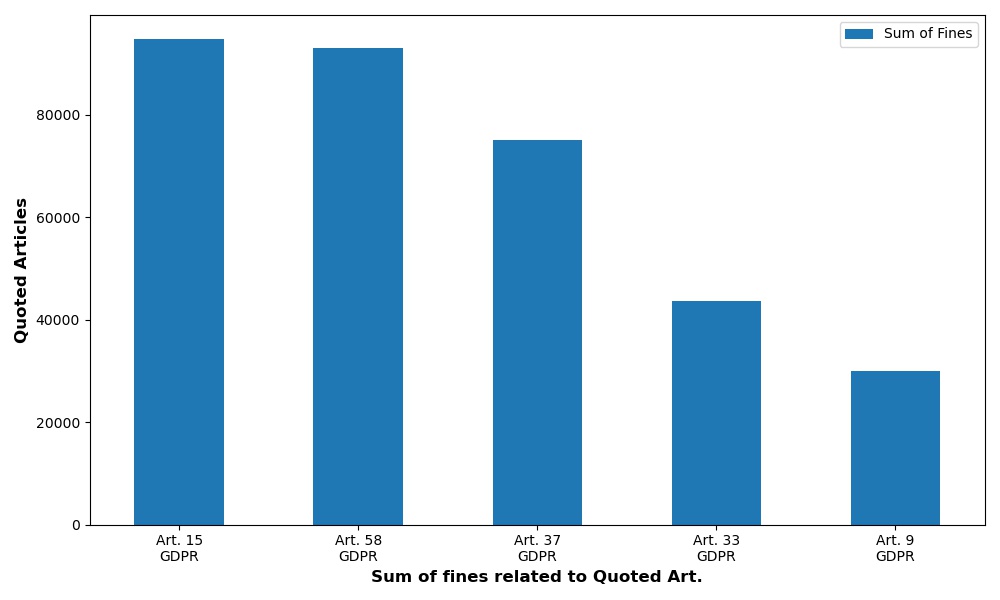 Sum of Fines
Quoted Articles
80000
60000
40000
20000
0
Art. 15
GDPR
Art. 58
GDPR
Art. 37
GDPR
Art. 33
GDPR
Art. 9
GDPR
Sum of fines related to Quoted Art.